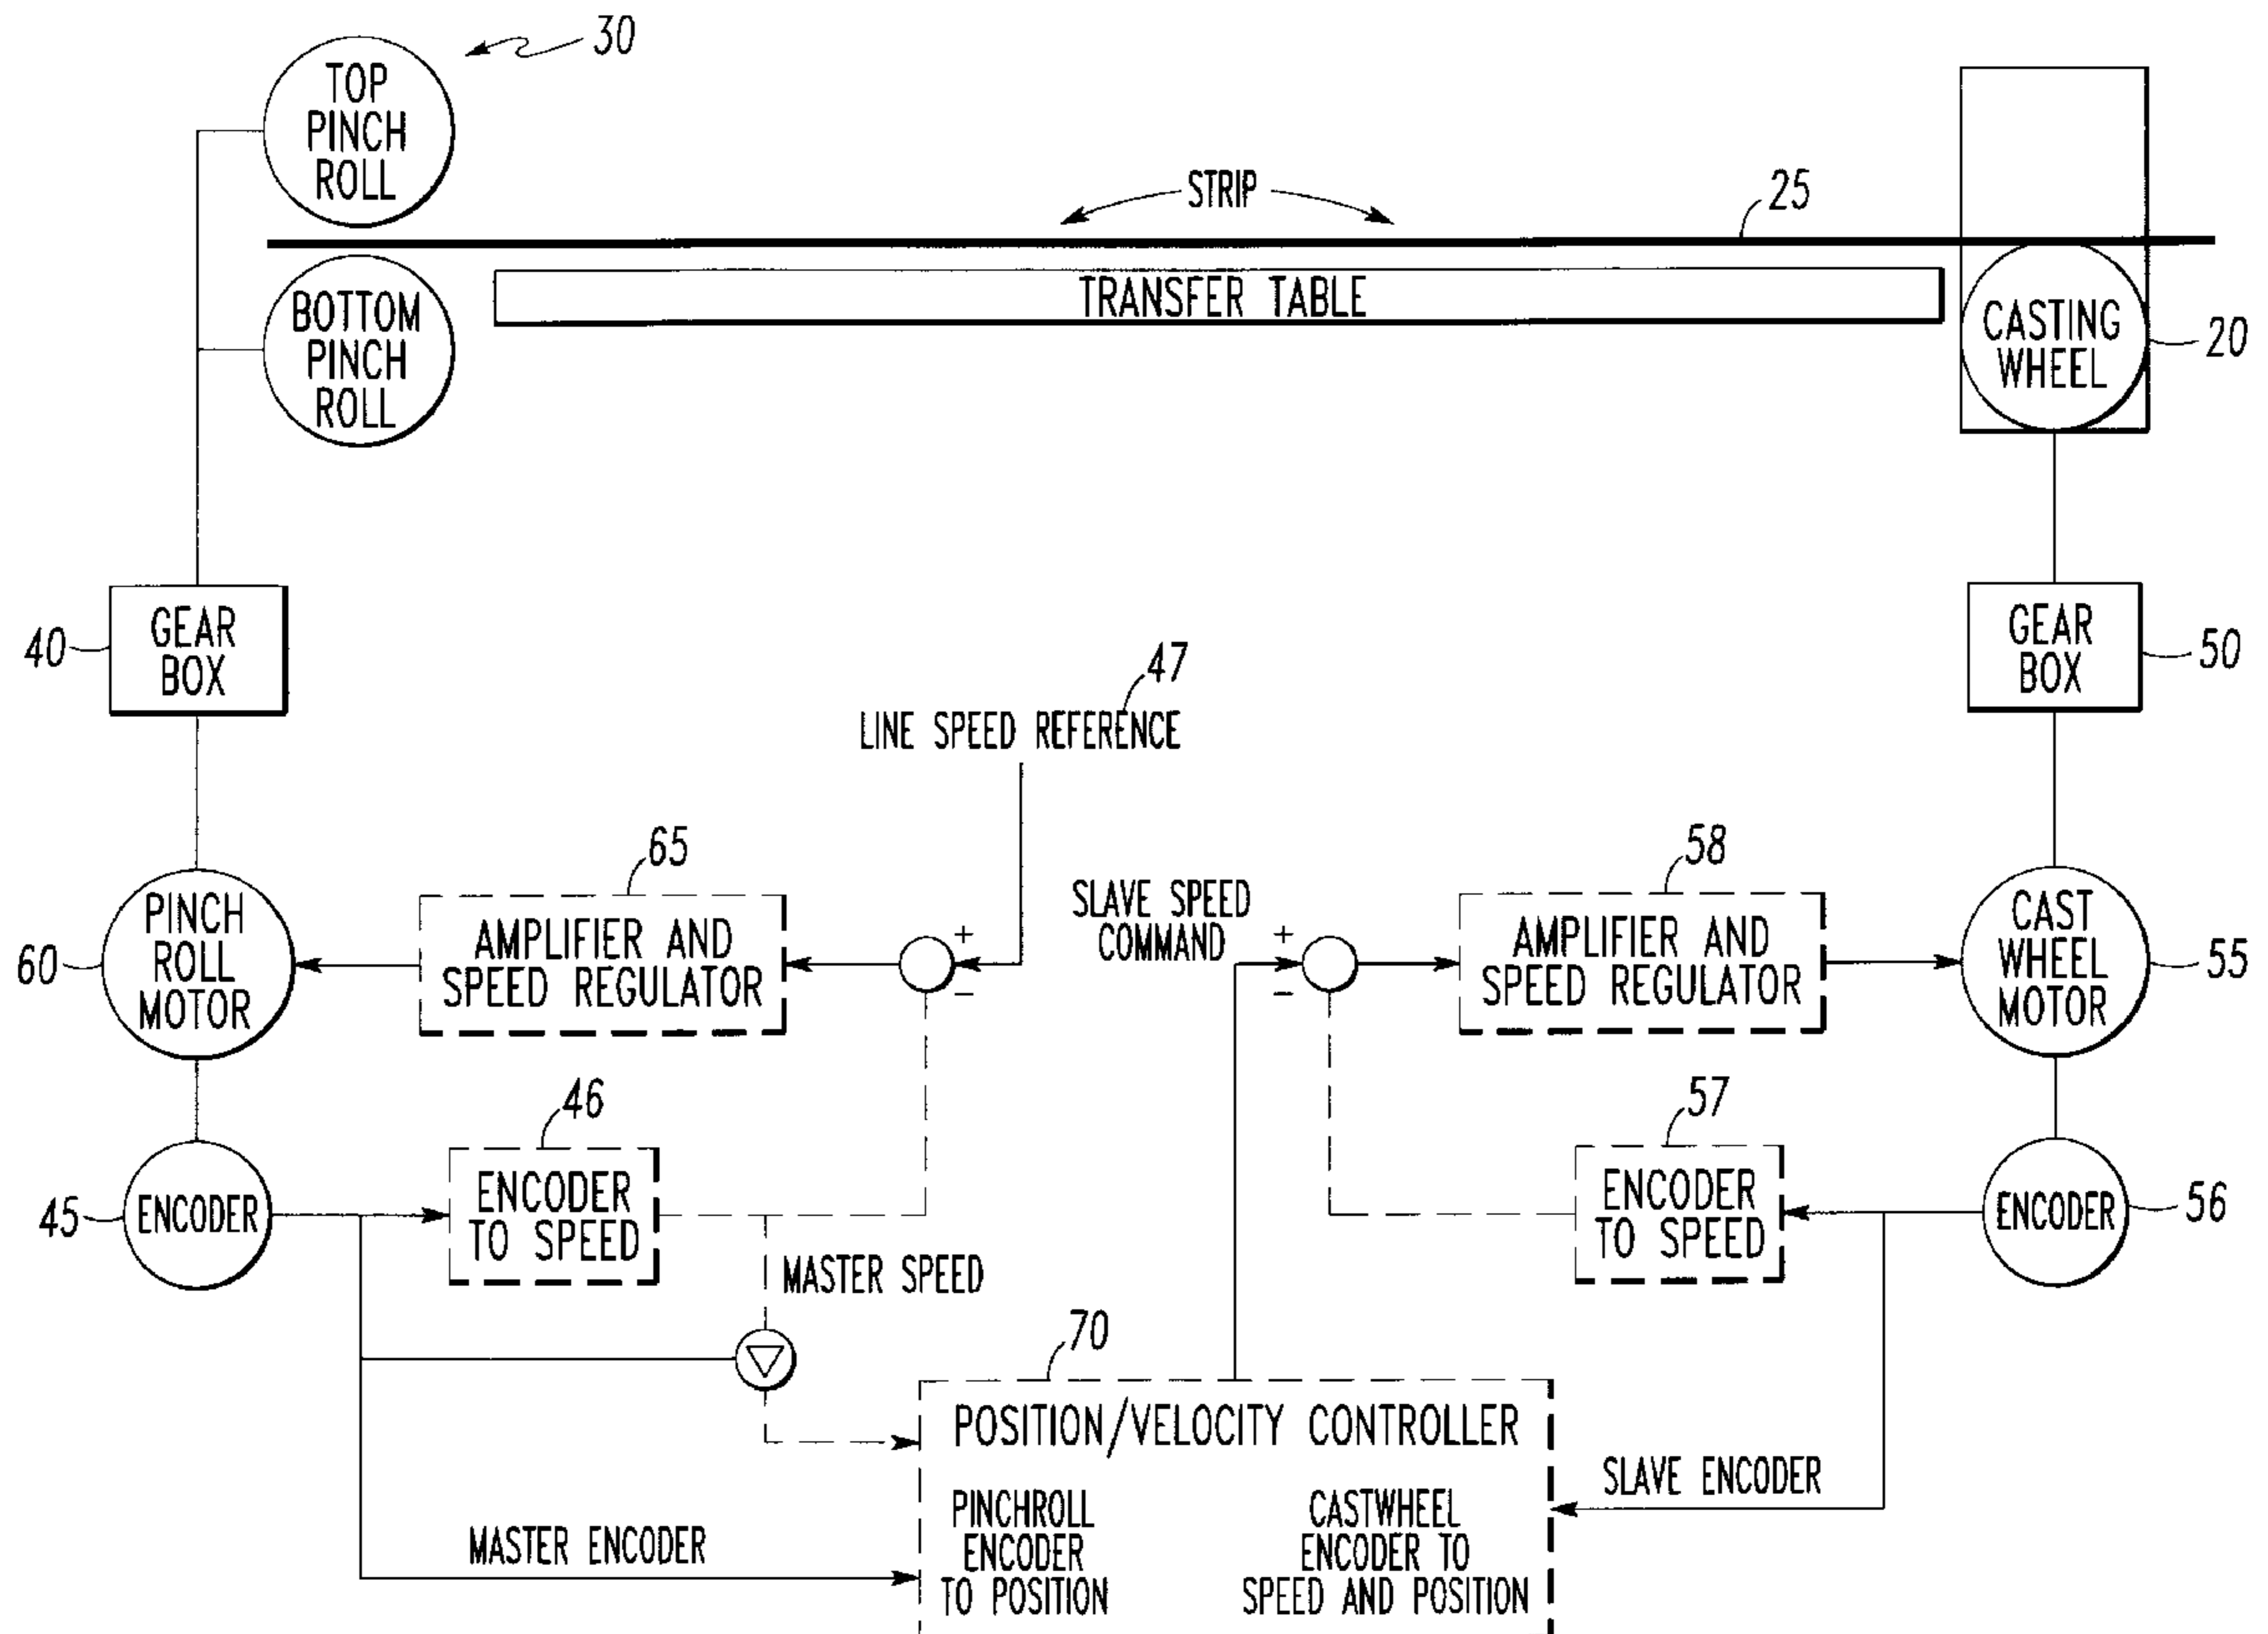 30
TOP
PINCH
ROLL
STRIP
25
TRANSFER TABLE
BOTTOM
PINCH
ROLL
CASTING
WHEEL
20
GEAR
BOX
40
GEAR
BOX
50
47
LINE SPEED REFERENCE
65
58
PINCH
ROLL
MOTOR
60
AMPLIFIER AND
SPEED REGULATOR
+
−
SLAVE SPEED
COMMAND
+
−
AMPLIFIER AND
SPEED REGULATOR
CAST
WHEEL
MOTOR
55
46
57
45
ENCODER
ENCODER
TO SPEED
ENCODER
TO SPEED
ENCODER
56
MASTER SPEED
70
POSITION/VELOCITY CONTROLLER
SLAVE ENCODER
MASTER ENCODER
PINCHROLL
ENCODER
TO POSITION
CASTWHEEL
ENCODER TO
SPEED AND POSITION